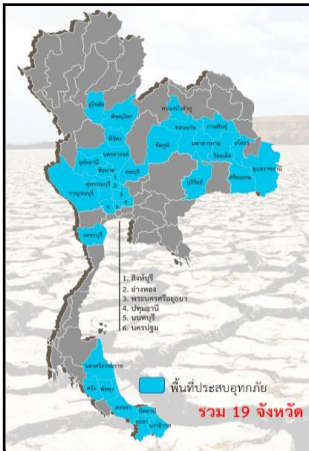 สุโขทัย
พิษณุโลก
พิจิตร
นครสวรรค์
อุทัยธานี
ชัยนาท
ลพบุรี
สุพรรณบุรี
กาญจนบุรี
เพชรบุรี
หนองบัวลำภู
ขอนแก่น
กาฬสินธุ์
ชัยภูมิ
มหาสารคาม
ร้อยเอ็ด
ยโสธร
อุบลราชธานี
ศรีสะเกษ
บุรีรัมย์
1
2
3
4
5
6
1. สิงห์บุรี
2. อ่างทอง
3. พระนครศรีอยุธยา
4. ปทุมธานี
5. นนทบุรี
6. นครปฐม
นครศรีธรรมราช
ตรัง
พัทลุง
สงขลา
ปัตตานี
ยะลา
นราธิวาส
พื้นที่ประสบอุทกภัย
รวม 19 จังหวัด